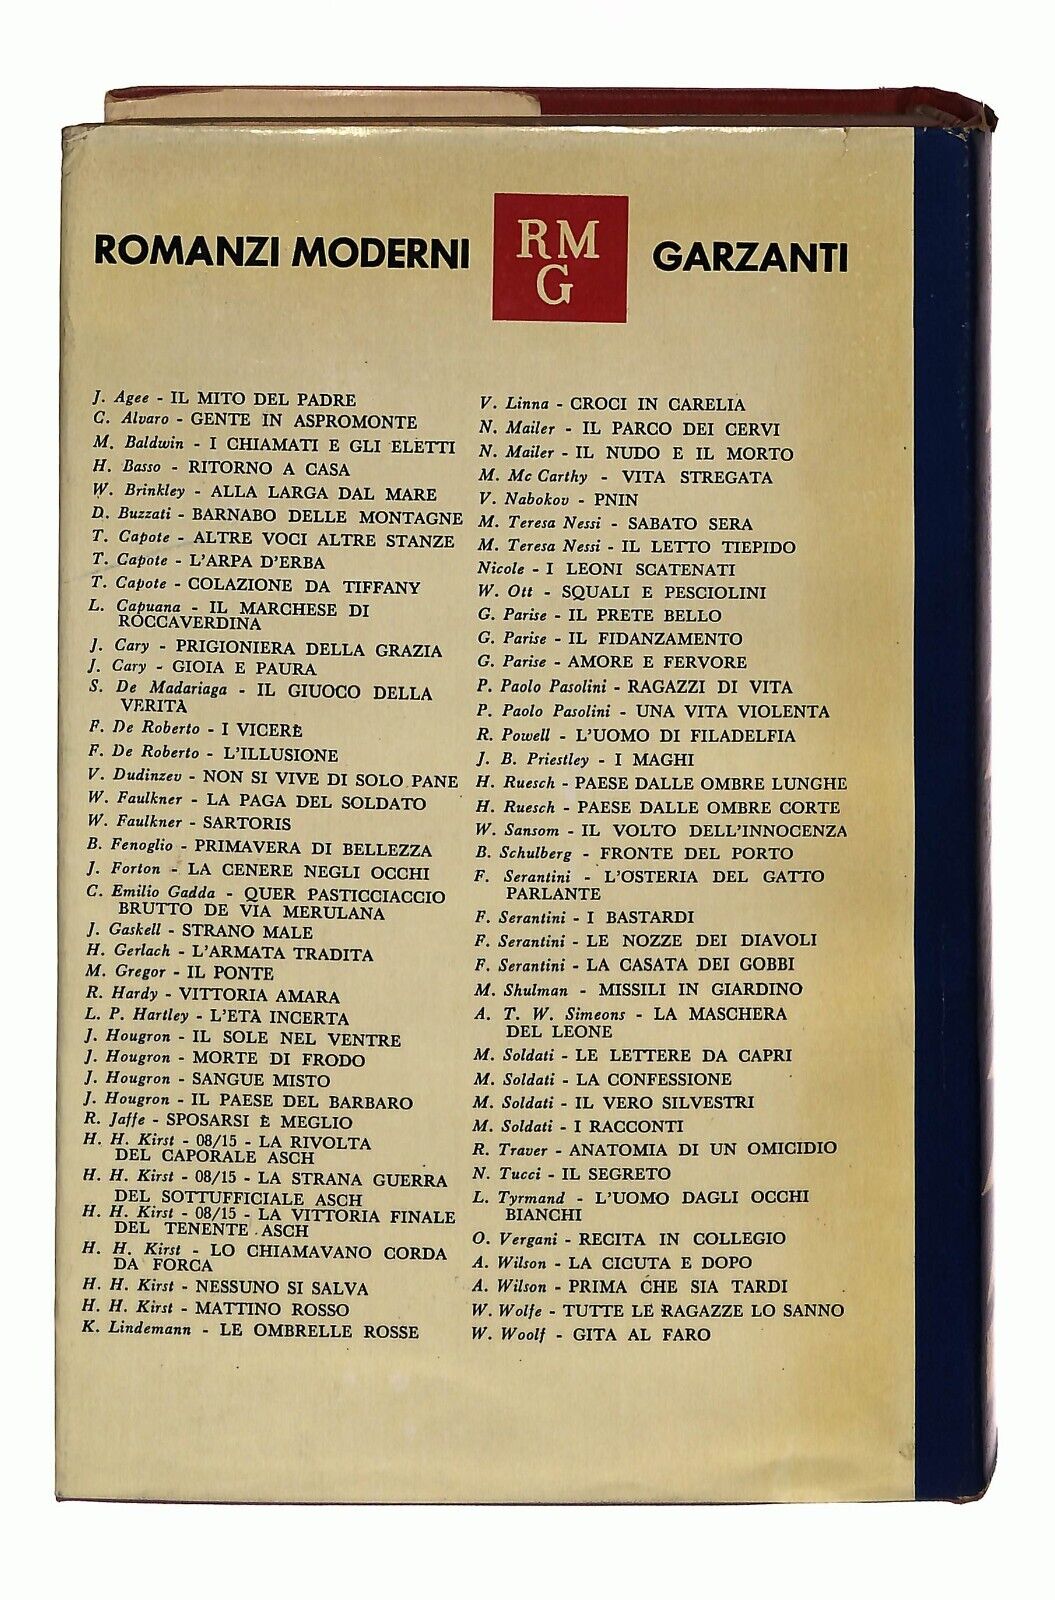 ROMANZI MODERNI
RM
G
GARZANTI
J. Agee - IL MITO DEL PADRE
C. Alvaro - GENTE IN ASPROMONTE
M. Baldwin - I CHIAMATI E GLI ELETTI
H. Basso - RITORNO A CASA
W. Brinkley - ALLA LARGA DAL MARE
D. Buzzati - BARNABO DELLE MONTAGNE
T. Capote - ALTRE VOCI ALTRE STANZE
T. Capote - L'ARPA D'ERBA
T. Capote - COLAZIONE DA TIFFANY
L. Capuana - IL MARCHESE DI
ROCCAVERDINA
J. Cary - PRIGIONIERA DELLA GRAZIA
J. Cary - GIOIA E PAURA
S. De Madariaga - IL GIUOCO DELLA
VERITÀ
F. De Roberto - I VICERÈ
F. De Roberto - L'ILLUSIONE
V. Dudinzev - NON SI VIVE DI SOLO PANE
W. Faulkner - LA PAGA DEL SOLDATO
W. Faulkner - SARTORIS
B. Fenoglio - PRIMAVERA DI BELLEZZA
J. Forton - LA CENERE NEGLI OCCHI
C. Emilio Gadda - QUER PASTICCIACCIO
BRUTTO DE VIA MERULANA
J. Gaskell - STRANO MALE
H. Gerlach - L'ARMATA TRADITA
M. Gregor - IL PONTE
R. Hardy - VITTORIA AMARA
L. P. Hartley - L'ETÀ INCERTA
J. Hougron - IL SOLE NEL VENTRE
J. Hougron - MORTE DI FRODO
J. Hougron - SANGUE MISTO
J. Hougron - IL PAESE DEL BARBARO
R. Jaffe - SPOSARSI È MEGLIO
H. H. Kirst - 08/15 - LA RIVOLTA
DEL CAPORALE ASCH
H. H. Kirst - 08/15 - LA STRANA GUERRA
DEL SOTTUFFICIALE ASCH
H. H. Kirst - 08/15 - LA VITTORIA FINALE
DEL TENENTE ASCH
H. H. Kirst - LO CHIAMAVANO CORDA
DA FORCA
H. H. Kirst - NESSUNO SI SALVA
H. H. Kirst - MATTINO ROSSO
K. Lindemann - LE OMBRELLE ROSSE
V. Linna - CROCI IN CARELIA
N. Mailer - IL PARCO DEI CERVI
N. Mailer - IL NUDO E IL MORTO
M. Mc Carthy - VITA STREGATA
V. Nabokov - PNIN
M. Teresa Nessi - SABATO SERA
M. Teresa Nessi - IL LETTO TIEPIDO
Nicole - I LEONI SCATENATI
W. Ott - SQUALI E PESCIOLINI
G. Parise - IL PRETE BELLO
G. Parise - IL FIDANZAMENTO
G. Parise - AMORE E FERVORE
P. Paolo Pasolini - RAGAZZI DI VITA
P. Paolo Pasolini - UNA VITA VIOLENTA
R. Powell - L'UOMO DI FILADELFIA
J. B. Priestley - I MAGHI
H. Ruesch - PAESE DALLE OMBRE LUNGHE
H. Ruesch - PAESE DALLE OMBRE CORTE
W. Sansom - IL VOLTO DELL'INNOCENZA
B. Schulberg - FRONTE DEL PORTO
F. Serantini - L'OSTERIA DEL GATTO
PARLANTE
F. Serantini - I BASTARDI
F. Serantini - LE NOZZE DEI DIAVOLI
F. Serantini - LA CASATA DEI GOBBI
M. Shulman - MISSILI IN GIARDINO
A. T. W. Simeons - LA MASCHERA
DEL LEONE
M. Soldati - LE LETTERE DA CAPRI
M. Soldati - LA CONFESSIONE
M. Soldati - IL VERO SILVESTRI
M. Soldati - I RACCONTI
R. Traver - ANATOMIA DI UN OMICIDIO
N. Tucci - IL SEGRETO
L. Tyrmand - L'UOMO DAGLI OCCHI
BIANCHI
O. Vergani - RECITA IN COLLEGIO
A. Wilson - LA CICUTA E DOPO
A. Wilson - PRIMA CHE SIA TARDI
W. Wolfe - TUTTE LE RAGAZZE LO SANNO
W. Woolf - GITA AL FARO